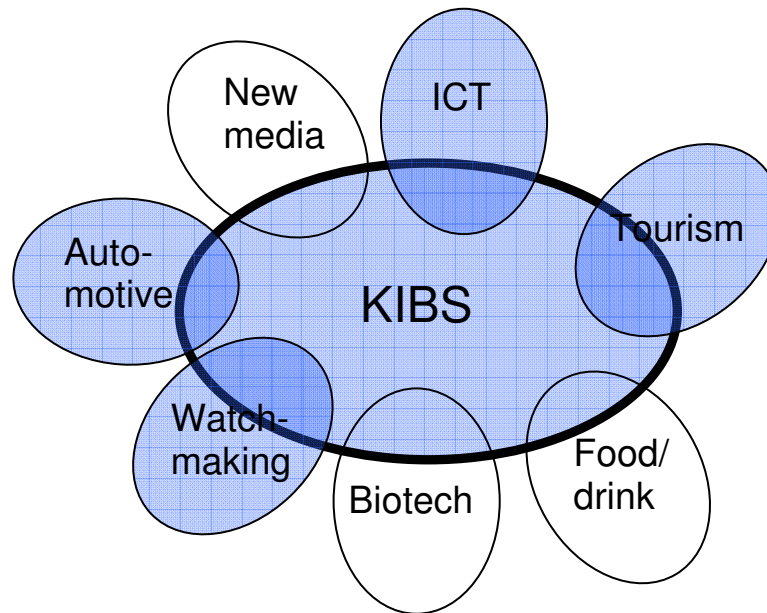 New
media
ICT
Tourism
Auto-
motive
KIBS
Watch-
making
Biotech
Food/
drink